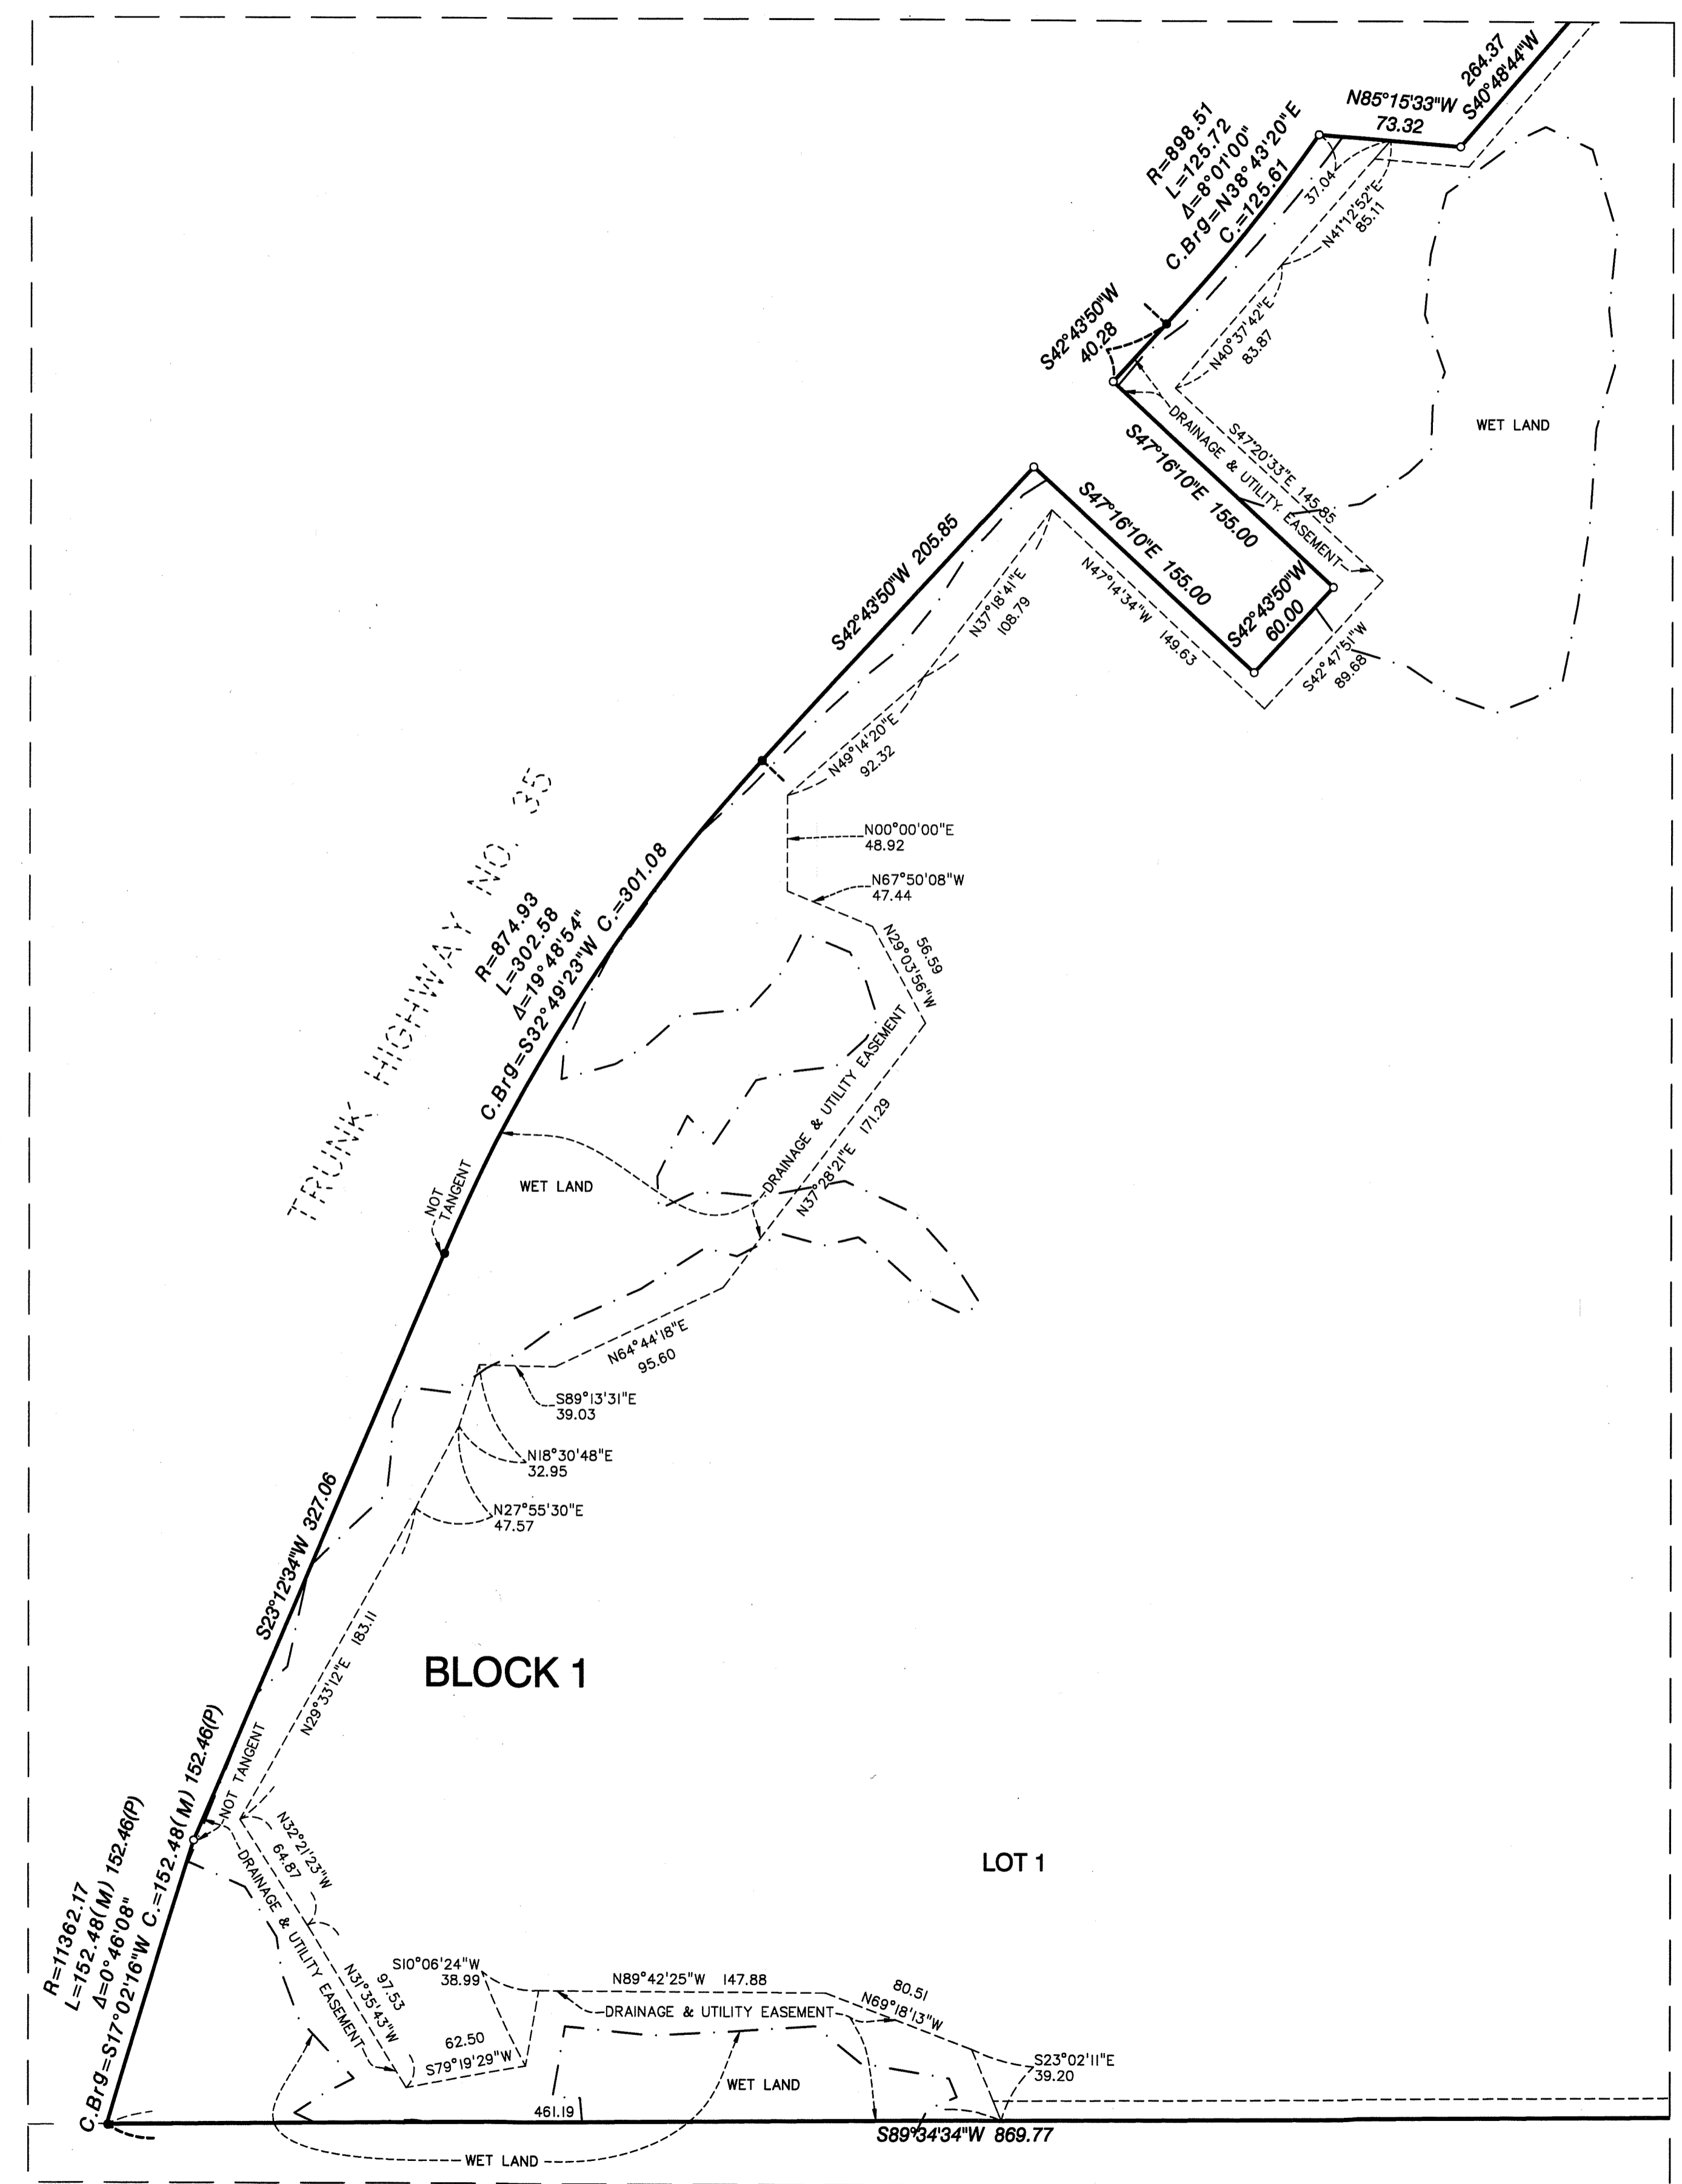 264.37
S40°48'44"W
N85°15'33"W
73.32
R=898.51
L=125.72
Δ=8°01'00"
C.Brg=N38°43'20"E
C.=125.61
37.04
N41°12'52"E
85.11
S42°43'50"W
40.28
N40°37'42"E
83.87
WET LAND
DRAINAGE & UTILITY EASEMENT
S47°20'33"E 145.85
S47°16'10"E 155.00
S47°16'10"E 155.00
S42°43'50"W
60.00
S42°43'50"W 205.85
N47°14'34"W 149.63
S42°47'51"W
89.68
N37°18'41"E
108.79
N49°14'20"E
92.32
TRUNK HIGHWAY NO. 35
N00°00'00"E
48.92
N67°50'08"W
47.44
56.59
N29°03'56"W
R=874.93
L=302.58
Δ=19°48'54"
C.Brg=S32°49'23"W C.=301.08
DRAINAGE & UTILITY EASEMENT
N37°28'21"E 171.29
WET LAND
NOT
TANGENT
N64°44'18"E
95.60
S89°13'31"E
39.03
N18°30'48"E
32.95
N27°55'30"E
47.57
S23°12'34"W 327.06
N29°33'12"E 183.11
BLOCK 1
NOT TANGENT
N32°21'23"W
64.87
LOT 1
R=11362.17
L=152.48(M) 152.46(P)
Δ=0°46'08"
C.Brg=S17°02'16"W C.=152.48(M) 152.46(P)
DRAINAGE & UTILITY EASEMENT
97.53
N31°35'43"W
S10°06'24"W
38.99
N89°42'25"W 147.88
80.51
N69°18'13"W
DRAINAGE & UTILITY EASEMENT
62.50
S79°19'29"W
S23°02'11"E
39.20
WET LAND
461.19
S89°34'34"W 869.77
WET LAND